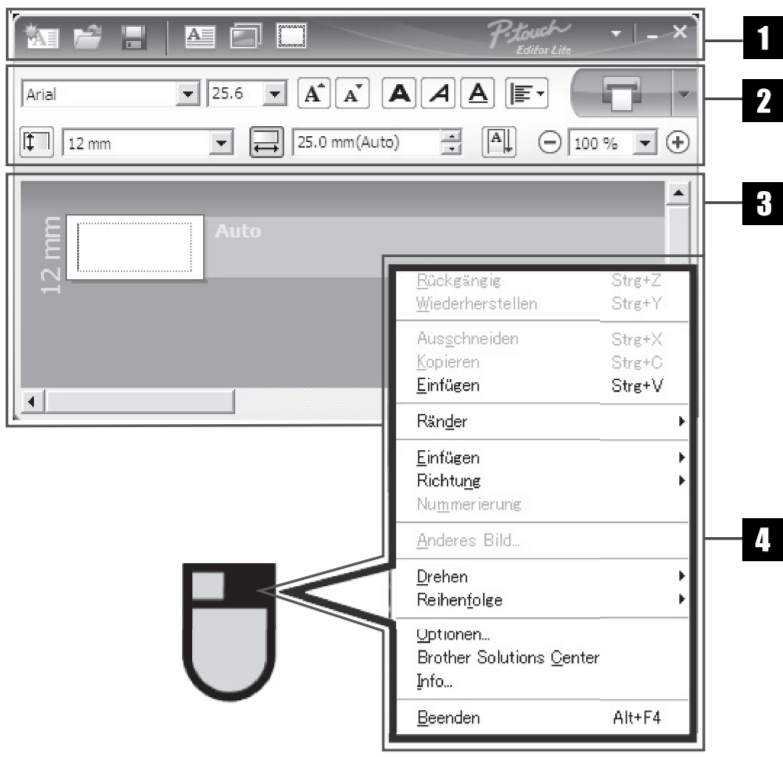 P-touch
Editor Lite
1
Arial 25.6 A A A A A
2
12 mm 25.0 mm(Auto) A 100 %
12 mm
Auto
3
Rückgängig Strg+Z
Wiederherstellen Strg+Y
Ausschneiden Strg+X
Kopieren Strg+C
Einfügen Strg+V
Ränder
Einfügen
Richtung
Nummerierung
Anderes Bild...
4
Drehen
Reihenfolge
Optionen...
Brother Solutions Center
Info...
Beenden Alt+F4